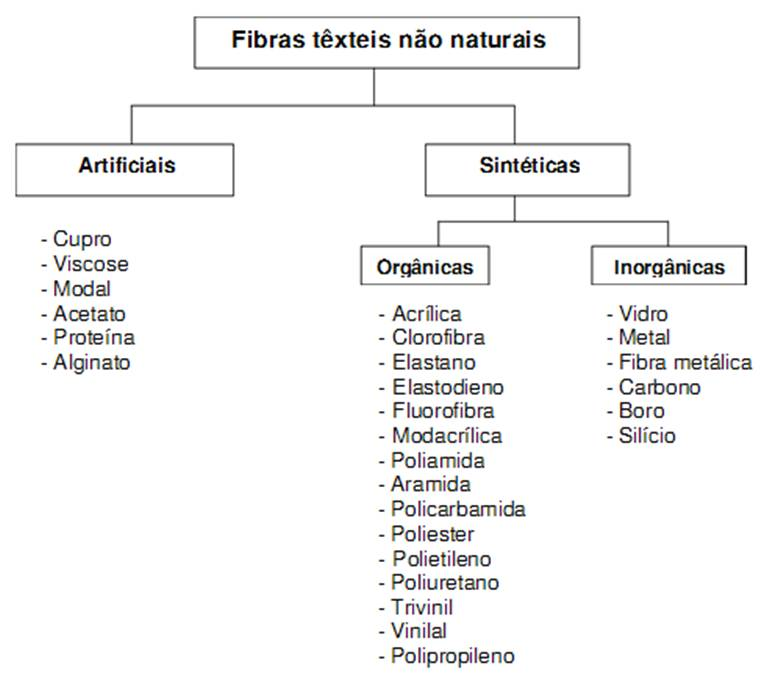 Fibras têxteis não naturais
Artificiais
- Cupro
- Viscose
- Modal
- Acetato
- Proteína
- Alginato
Sintéticas
Orgânicas
- Acrílica
- Clorofibra
- Elastano
- Elastodieno
- Fluorofibra
- Modacrílica
- Poliamida
- Aramida
- Policarbamida
- Poliester
- Polietileno
- Poliuretano
- Trivinil
- Vinilal
- Polipropileno
Inorgânicas
- Vidro
- Metal
- Fibra metálica
- Carbono
- Boro
- Silício